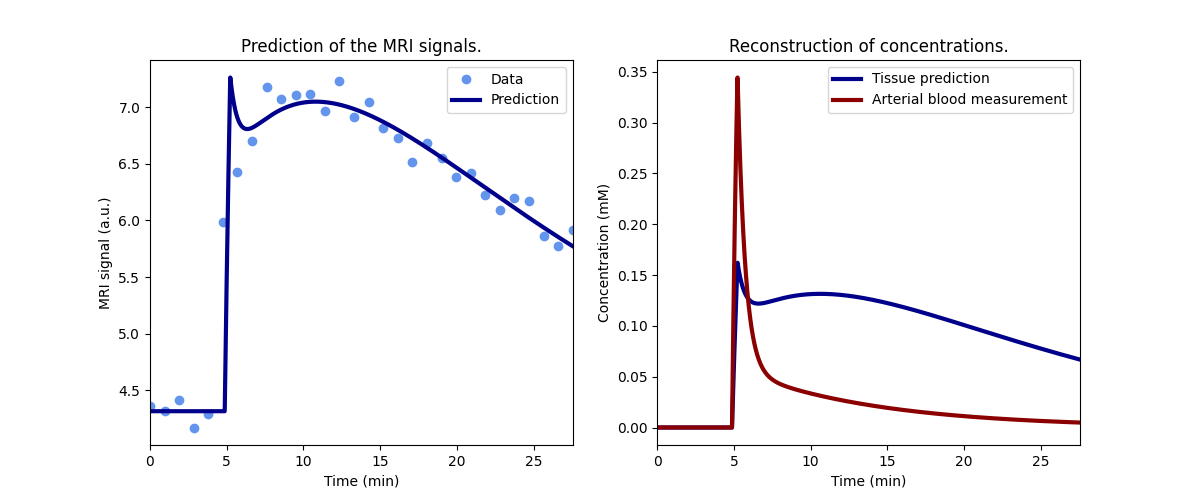 Prediction of the MRI signals.
MRI signal (a.u.)
7.0
6.5
6.0
5.5
5.0
4.5
0
5
10
15
20
25
Time (min)
Data
Prediction
Reconstruction of concentrations.
Concentration (mM)
0.35
0.30
0.25
0.20
0.15
0.10
0.05
0.00
0
5
10
15
20
25
Time (min)
Tissue prediction
Arterial blood measurement